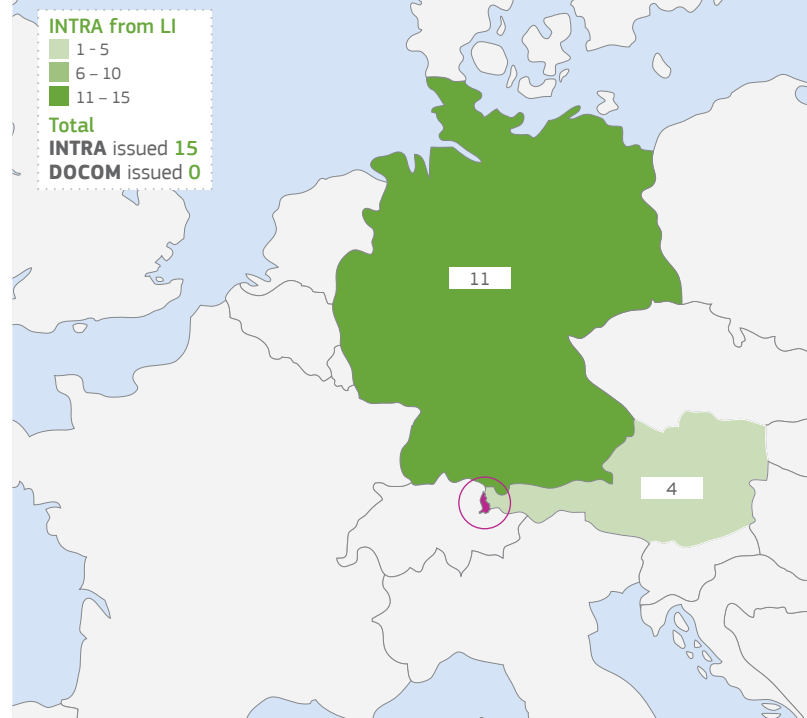 INTRA from LI
1 - 5
6 – 10
11 – 15
Total
INTRA issued 15
DOCOM issued 0
11
4